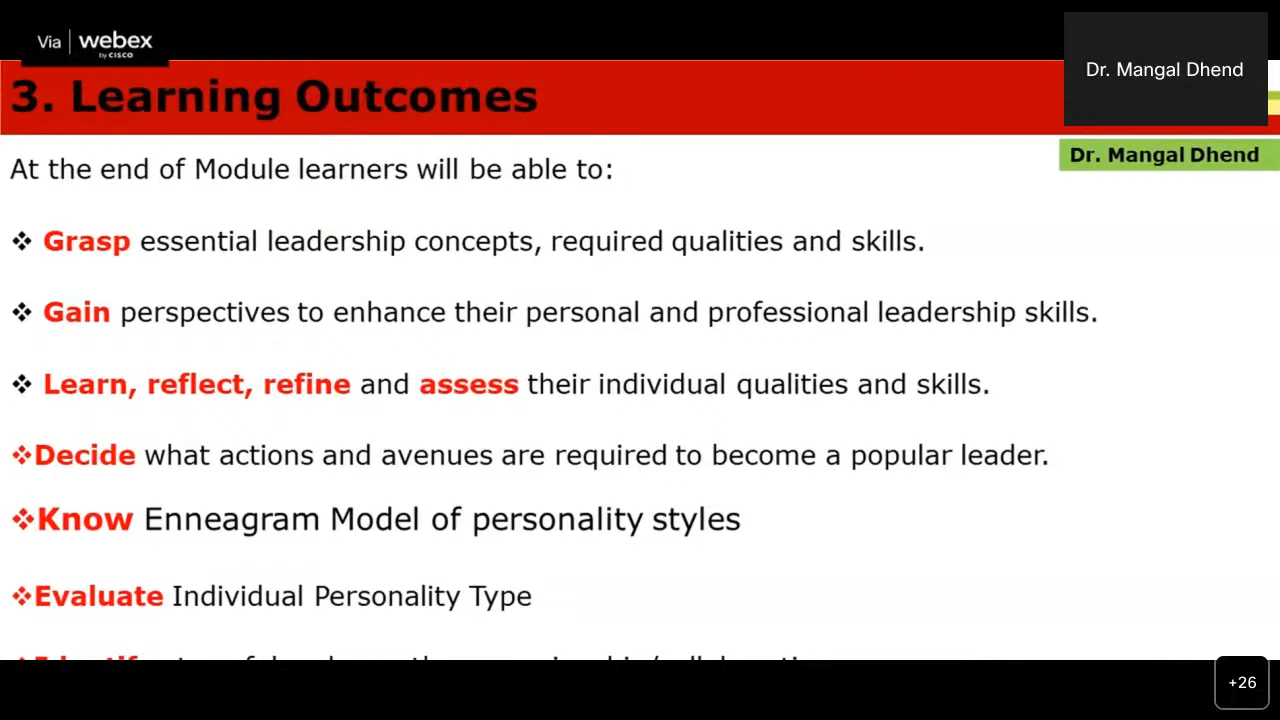 Via webex
by CISCO
Dr. Mangal Dhend
3. Learning Outcomes
Dr. Mangal Dhend
At the end of Module learners will be able to:
❖ Grasp essential leadership concepts, required qualities and skills.
❖ Gain perspectives to enhance their personal and professional leadership skills.
❖ Learn, reflect, refine and assess their individual qualities and skills.
❖Decide what actions and avenues are required to become a popular leader.
❖Know Enneagram Model of personality styles
❖Evaluate Individual Personality Type
+26